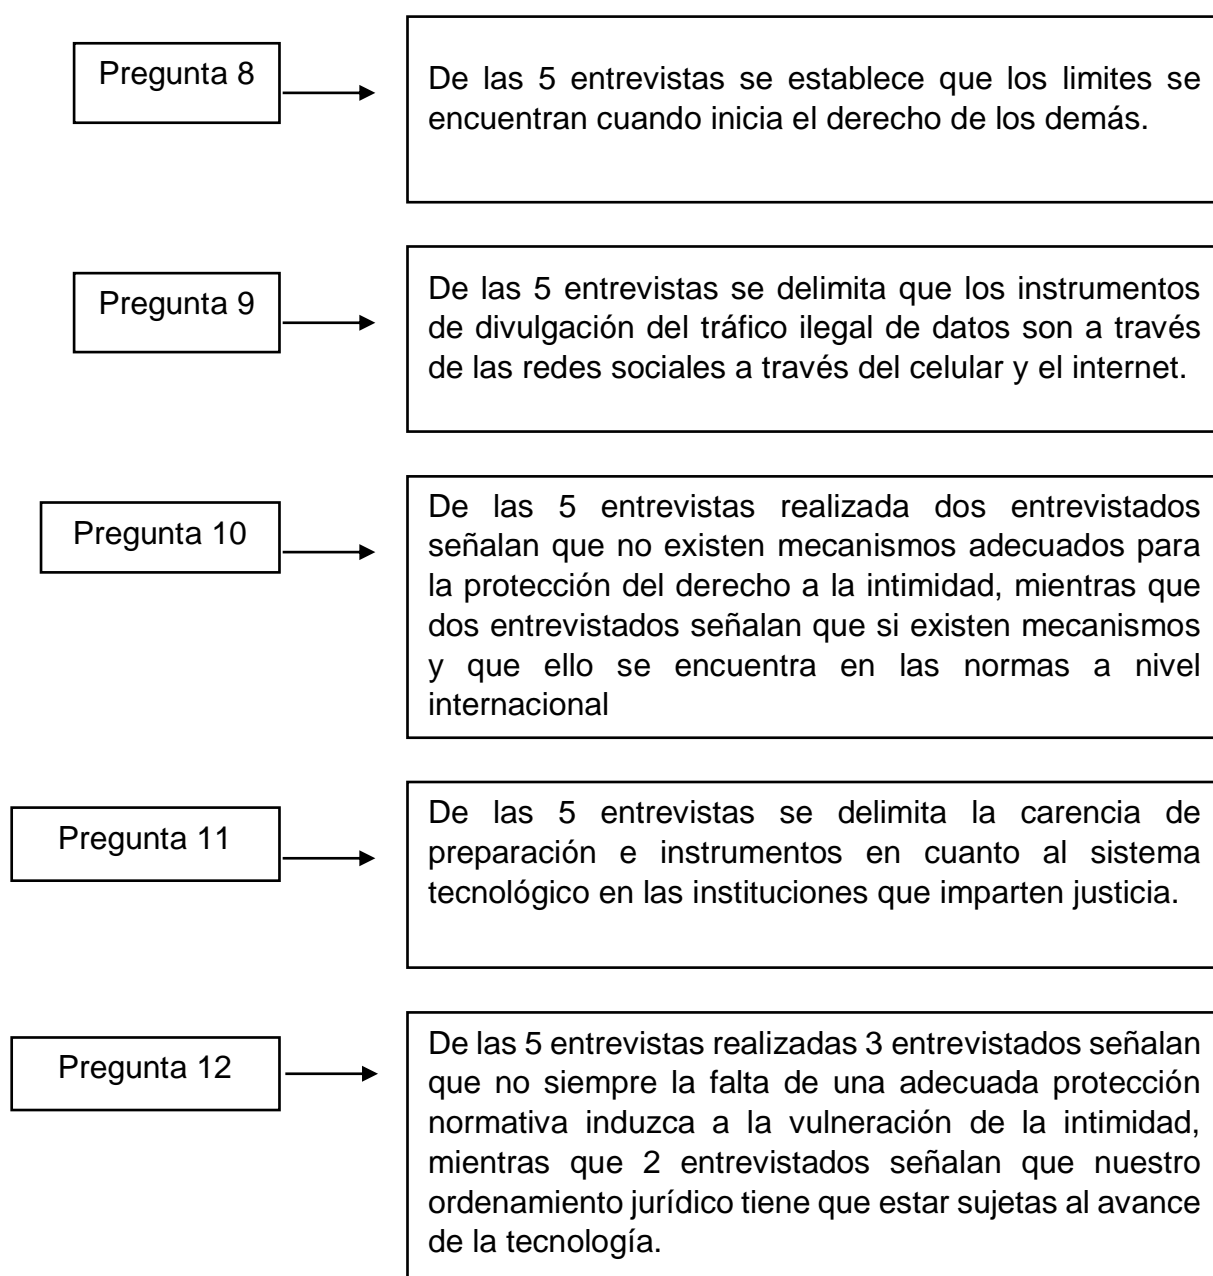 Pregunta 8
De las 5 entrevistas se establece que los limites se
encuentran cuando inicia el derecho de los demás.
Pregunta 9
De las 5 entrevistas se delimita que los instrumentos
de divulgación del tráfico ilegal de datos son a través
de las redes sociales a través del celular y el internet.
Pregunta 10
De las 5 entrevistas realizada dos entrevistados
señalan que no existen mecanismos adecuados para
la protección del derecho a la intimidad, mientras que
dos entrevistados señalan que si existen mecanismos
y que ello se encuentra en las normas a nivel
internacional
Pregunta 11
De las 5 entrevistas se delimita la carencia de
preparación e instrumentos en cuanto al sistema
tecnológico en las instituciones que imparten justicia.
Pregunta 12
De las 5 entrevistas realizadas 3 entrevistados señalan
que no siempre la falta de una adecuada protección
normativa induzca a la vulneración de la intimidad,
mientras que 2 entrevistados señalan que nuestro
ordenamiento jurídico tiene que estar sujetas al avance
de la tecnología.